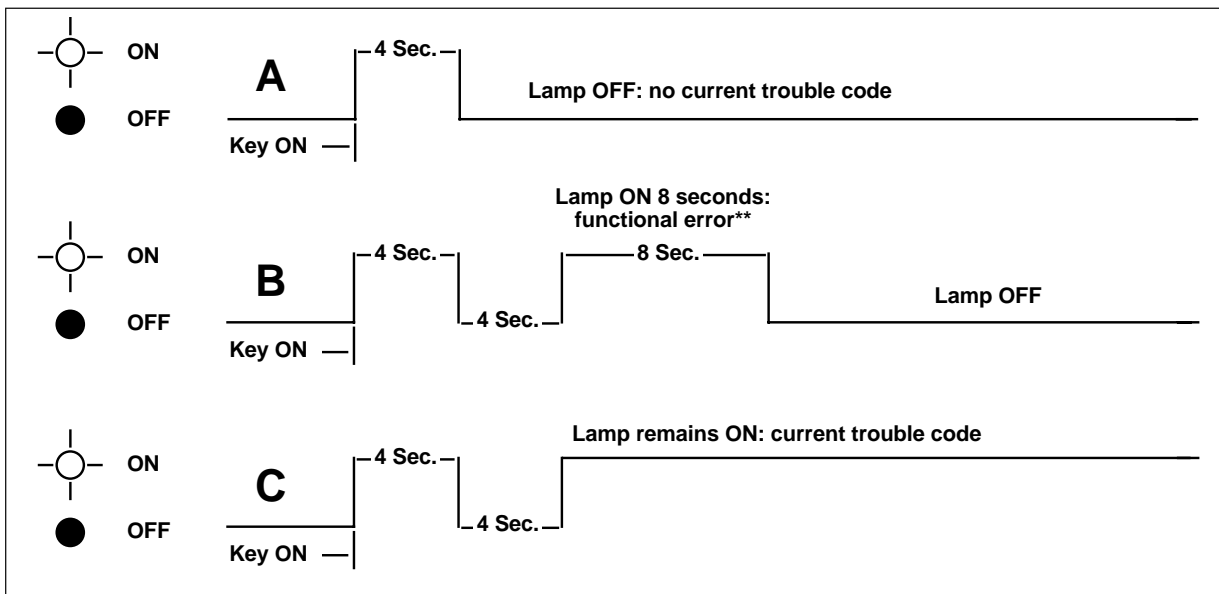 ON
4 Sec.
A
Lamp OFF: no current trouble code
OFF
Key ON
Lamp ON 8 seconds:
functional error**
ON
4 Sec.
8 Sec.
B
Lamp OFF
OFF
4 Sec.
Key ON
Lamp remains ON: current trouble code
ON
4 Sec.
C
OFF
4 Sec.
Key ON